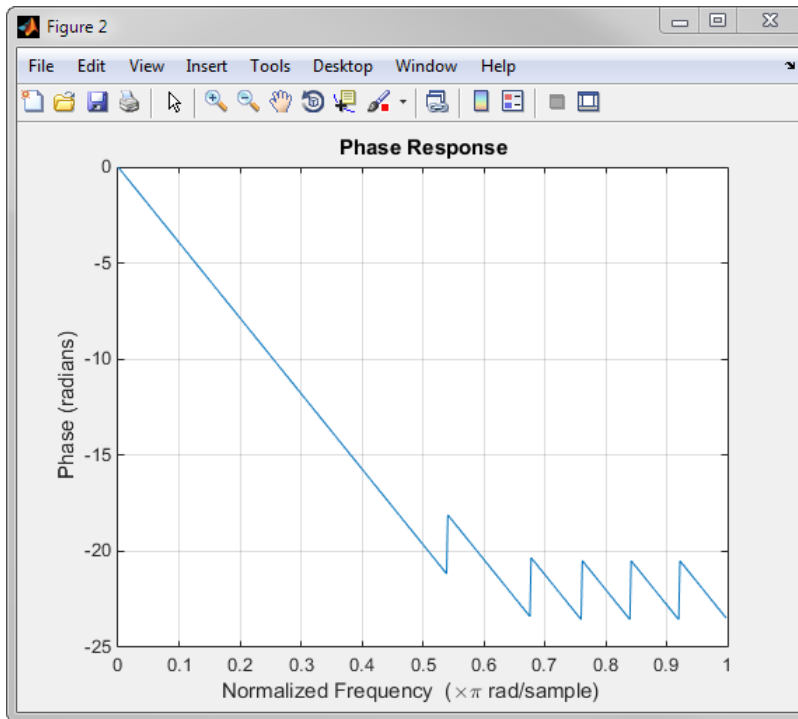 Figure 2
File Edit View Insert Tools Desktop Window Help
Phase Response
Phase (radians)
0
-5
-10
-15
-20
-25
0 0.1 0.2 0.3 0.4 0.5 0.6 0.7 0.8 0.9 1
Normalized Frequency (×π rad/sample)